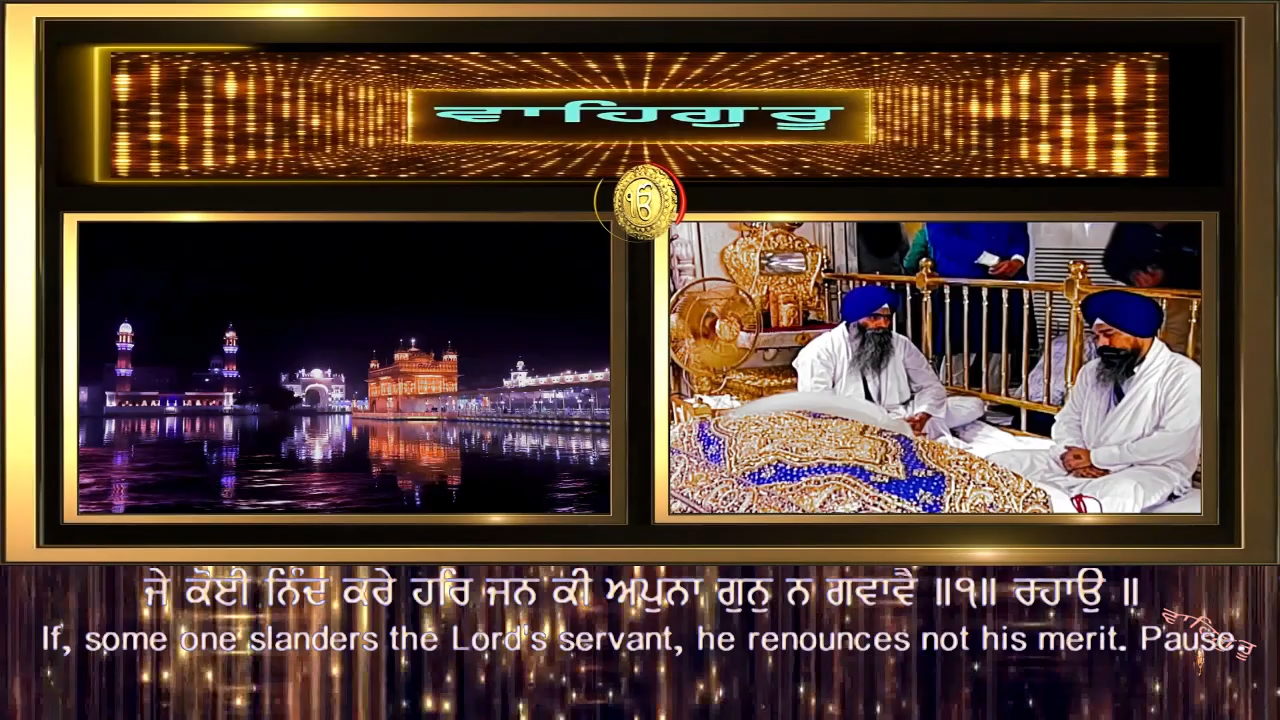 ਵਾਹਿਗੁਰੂ
ੴ
ਜੇ ਕੋਈ ਨਿੰਦ ਕਰੇ ਹਰਿ ਜਨ ਕੀ ਅਪੁਨਾ ਗੁਨੁ ਨ ਗਵਾਵੈ ॥੧॥ ਰਹਾਉ ॥
If, some one slanders the Lord's servant, he renounces not his merit. Pause.
ਵਾਹਿਗੁਰੂ